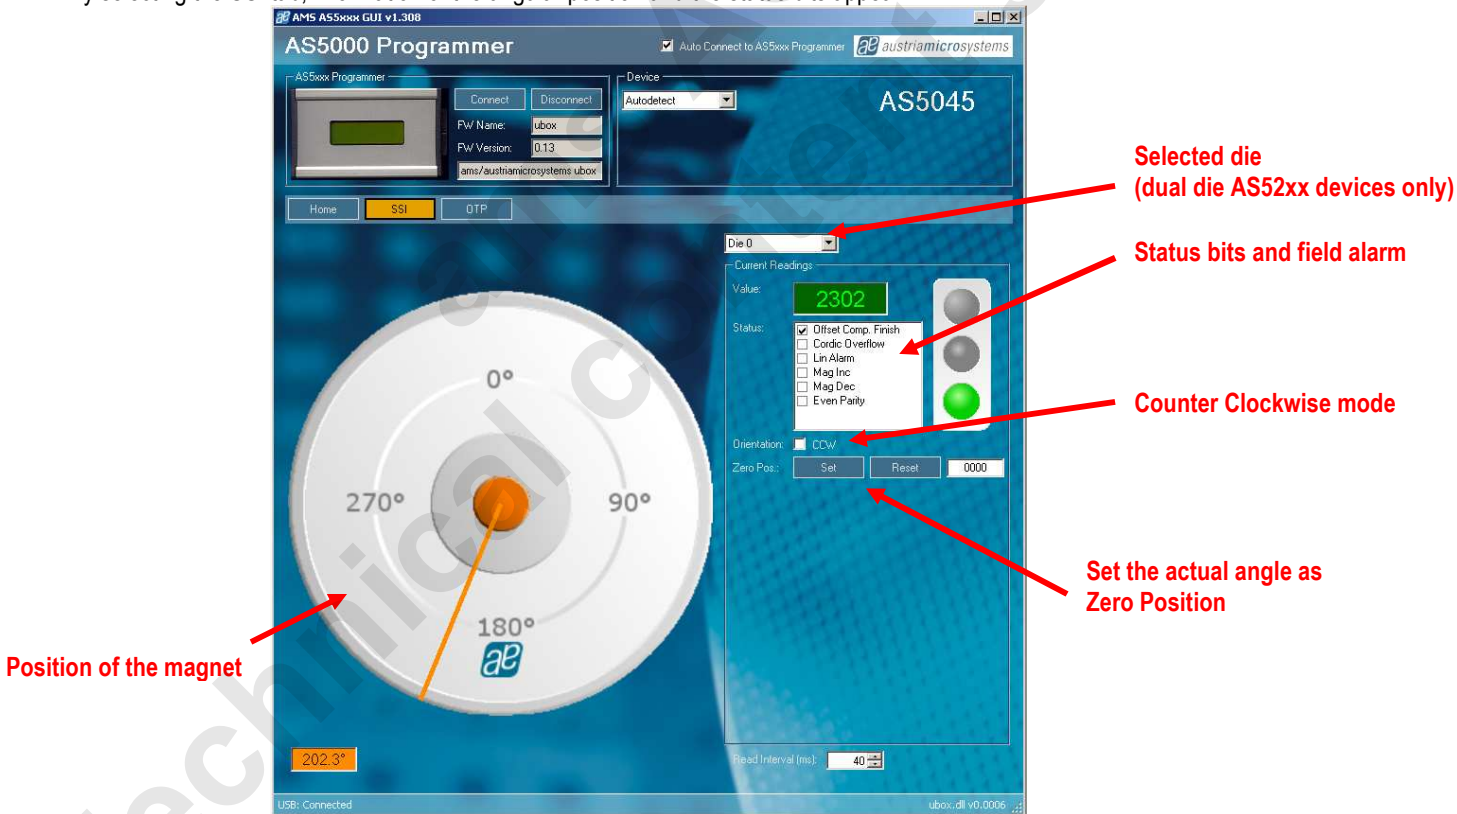 AMS AS5xxx GUI v1.308
AS5000 Programmer
Auto Connect to AS5xxx Programmer
austriamicrosystems
AS5xxx Programmer
Connect Disconnect
FW Name: ubox
FW Version: 0.13
ams/austriamicrosystems ubox
Device
Autodetect
AS5045
Home SSI OTP
Selected die
(dual die AS52xx devices only)
Die 0
Current Readings
Value: 2302
Status bits and field alarm
Status:
Offset Comp. Finish
Cordic Overflow
Lin Alarm
Mag Inc
Mag Dec
Even Parity
Counter Clockwise mode
Orientation: CCW
Zero Pos.: Set Reset 0000
Set the actual angle as
Zero Position
0°
270° 90°
180°
Position of the magnet
202.3°
Read Interval (ms): 40
USB: Connected
ubox.dll v0.0006